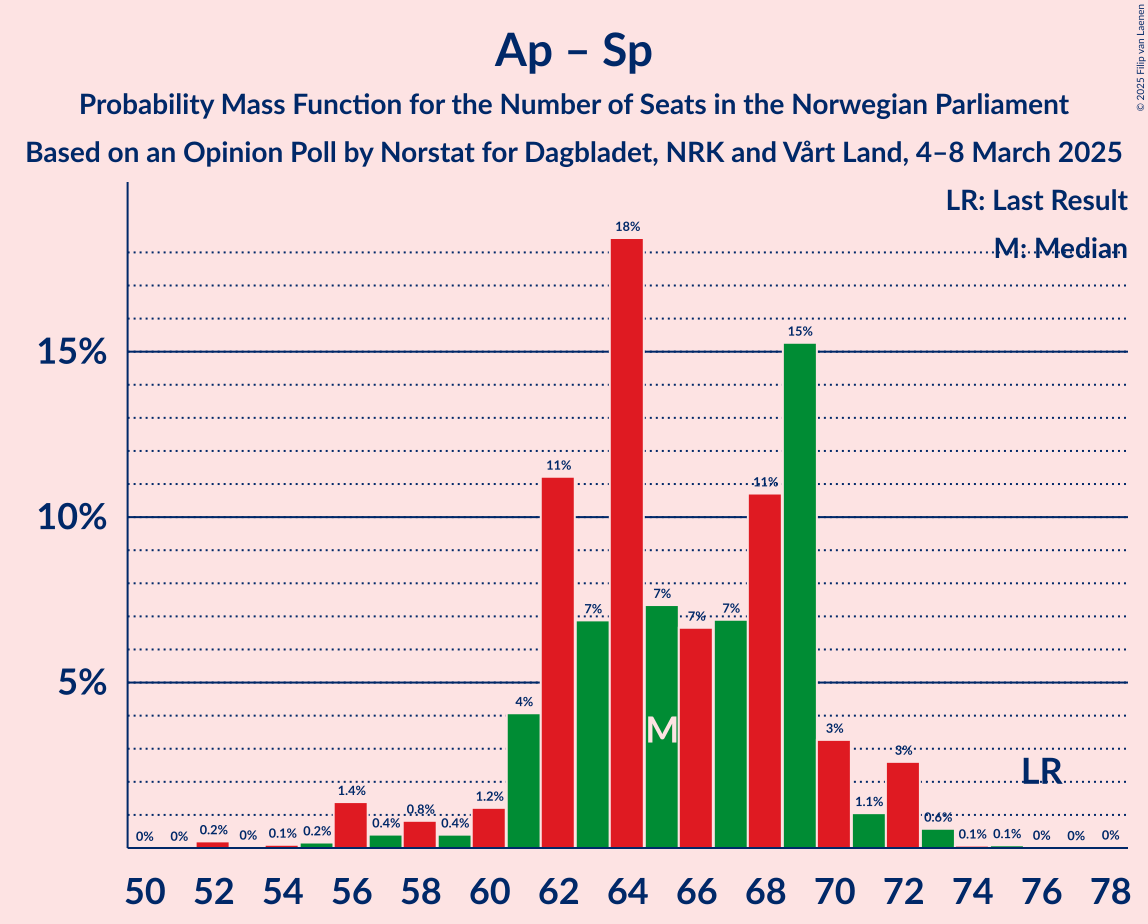 Ap – Sp
Probability Mass Function for the Number of Seats in the Norwegian Parliament
Based on an Opinion Poll by Norstat for Dagbladet, NRK and Vårt Land, 4–8 March 2025
© 2025 Filip van Laenen
LR: Last Result
M: Median
15%
10%
5%
0% 0% 0.2% 0% 0.1% 0.2% 1.4% 0.4% 0.8% 0.4% 1.2% 4% 11% 7% 18% 7% 7% 7% 11% 15% 3% 1.1% 3% 0.6% 0.1% 0.1% 0% 0% 0%
M
LR
50 52 54 56 58 60 62 64 66 68 70 72 74 76 78